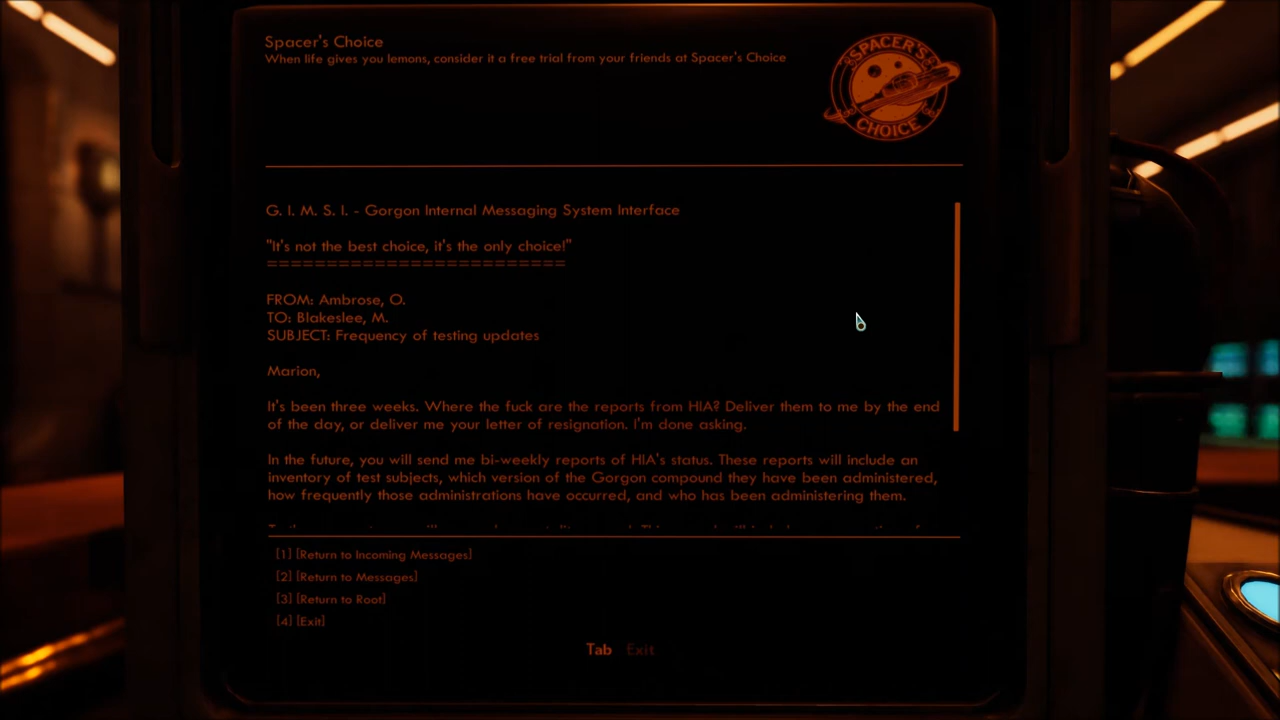 Spacer's Choice
When life gives you lemons, consider it a free trial from your friends at Spacer's Choice
SPACER'S
CHOICE
G. I. M. S. I. - Gorgon Internal Messaging System Interface
"It's not the best choice, it's the only choice!"
=========================
FROM: Ambrose, O.
TO: Blakeslee, M.
SUBJECT: Frequency of testing updates
Marion,
It's been three weeks. Where the fuck are the reports from HIA? Deliver them to me by the end
of the day, or deliver me your letter of resignation. I'm done asking.
In the future, you will send me bi-weekly reports of HIA's status. These reports will include an
inventory of test subjects, which version of the Gorgon compound they have been administered,
how frequently those administrations have occurred, and who has been administering them.
[1] [Return to Incoming Messages]
[2] [Return to Messages]
[3] [Return to Root]
[4] [Exit]
Tab Exit